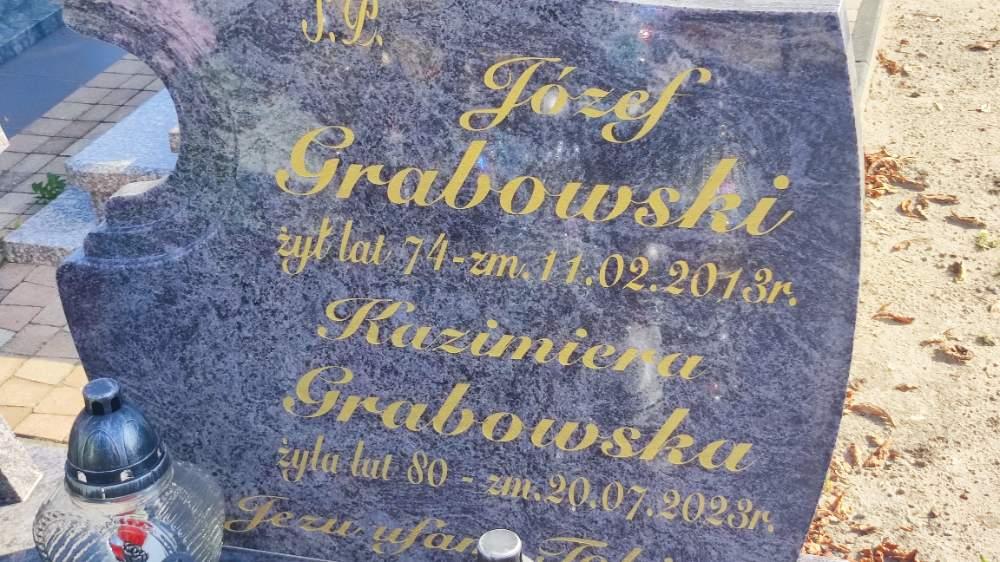 Ś.P.
Józef
Grabowski
żył lat 74-zm.11.02.2013r.
Kazimiera
Grabowska
żyła lat 80 - zm.20.07.2023r.
Jezu ufam Tobie